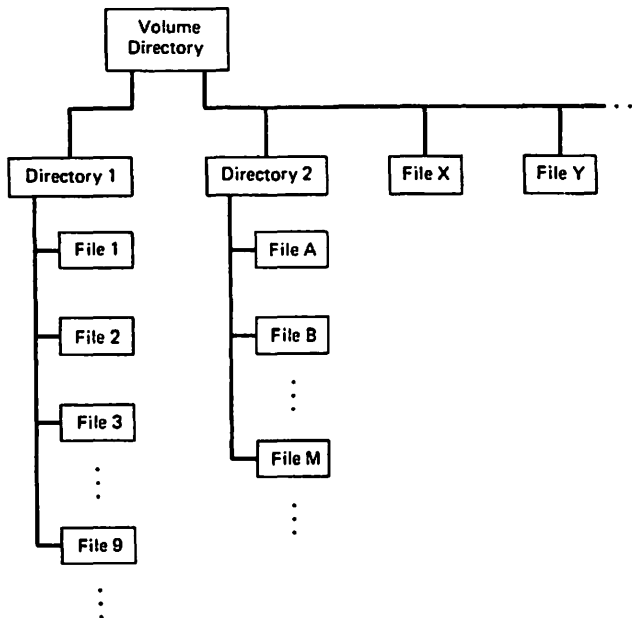 Volume
Directory
Directory 1
Directory 2
File X
File Y
File 1
File A
File 2
File B
File 3
File M
File 9